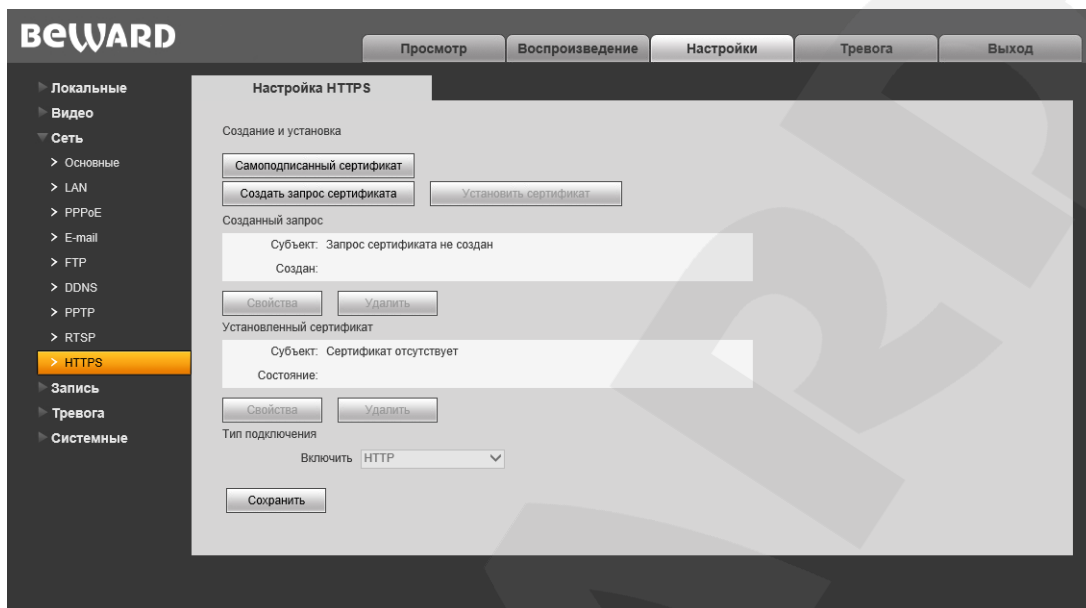 BEWARD
Просмотр
Воспроизведение
Настройки
Тревога
Выход
Локальные
Видео
Сеть
Основные
LAN
PPPoE
E-mail
FTP
DDNS
PPTP
RTSP
HTTPS
Запись
Тревога
Системные
Настройка HTTPS
Создание и установка
Самоподписанный сертификат
Создать запрос сертификата
Установить сертификат
Созданный запрос
Субъект: Запрос сертификата не создан
Создан:
Свойства
Удалить
Установленный сертификат
Субъект: Сертификат отсутствует
Состояние:
Свойства
Удалить
Тип подключения
Включить HTTP
Сохранить